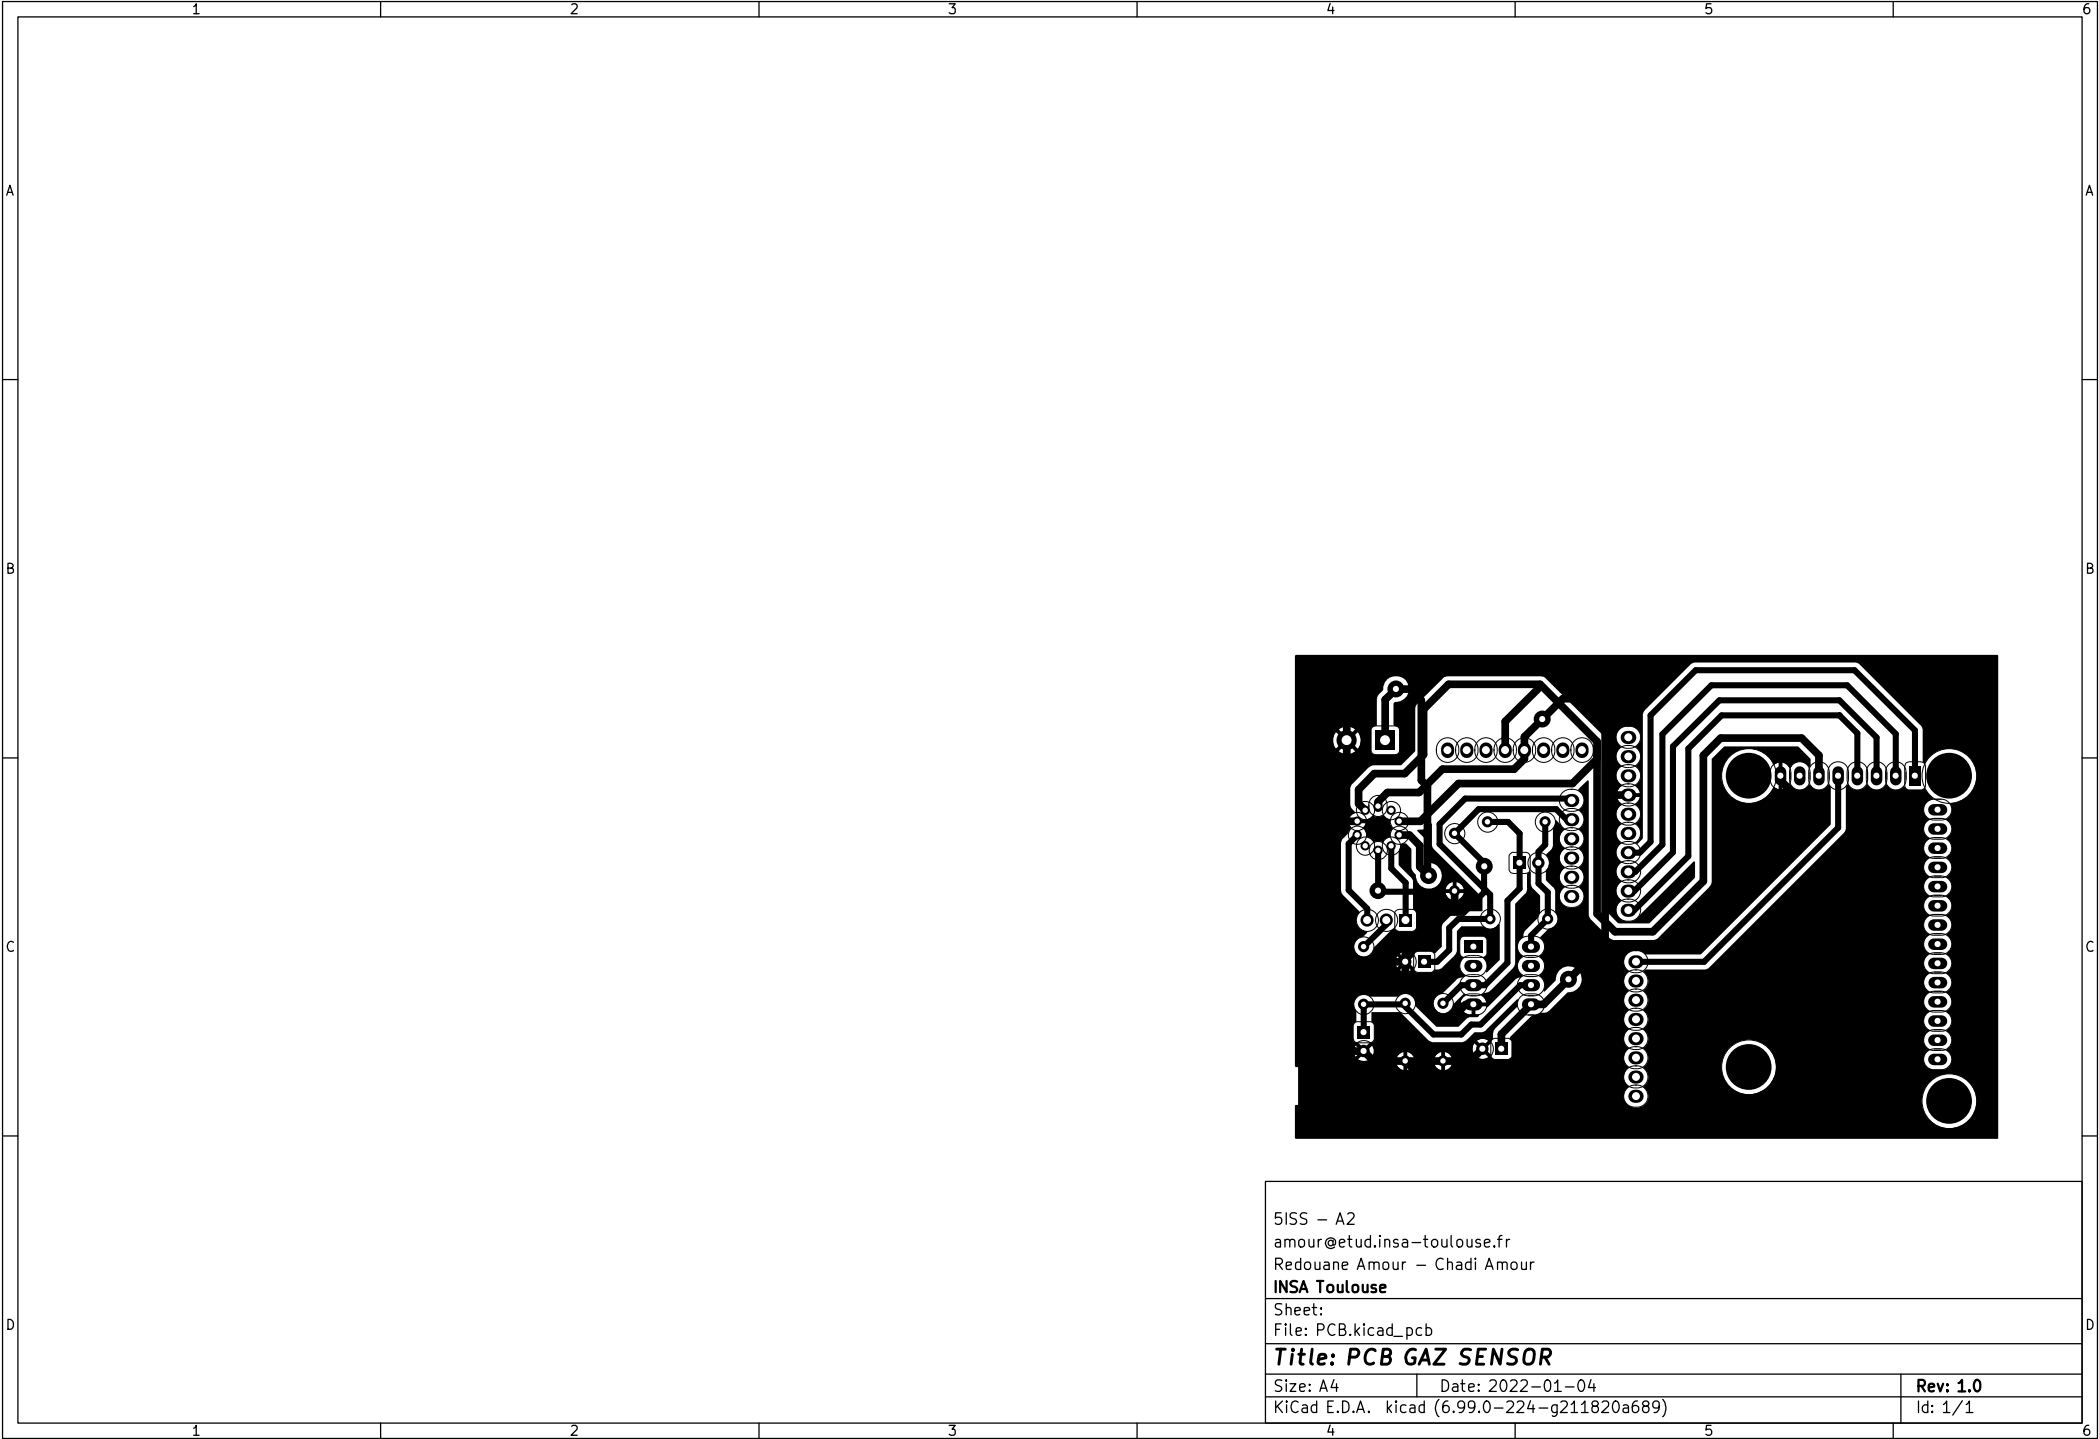 1 2 3 4 5 6
A A
B B
C C
5ISS - A2
amour@etud.insa-toulouse.fr
Redouane Amour - Chadi Amour
INSA Toulouse
Sheet:
File: PCB.kicad_pcb
D D
Title: PCB GAZ SENSOR
Size: A4 Date: 2022-01-04 Rev: 1.0
KiCad E.D.A. kicad (6.99.0-224-g211820a689) Id: 1/1
1 2 3 4 5 6